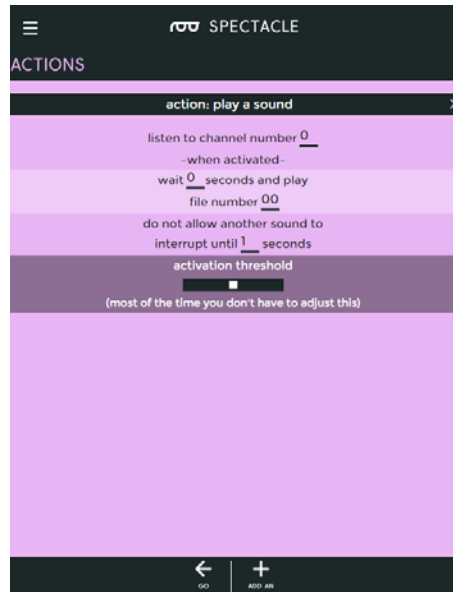 SPECTACLE
ACTIONS
action: play a sound
listen to channel number 0
-when activated-
wait 0 seconds and play
file number 00
do not allow another sound to
interrupt until 1 seconds
activation threshold
(most of the time you don't have to adjust this)
GO
ADD AN